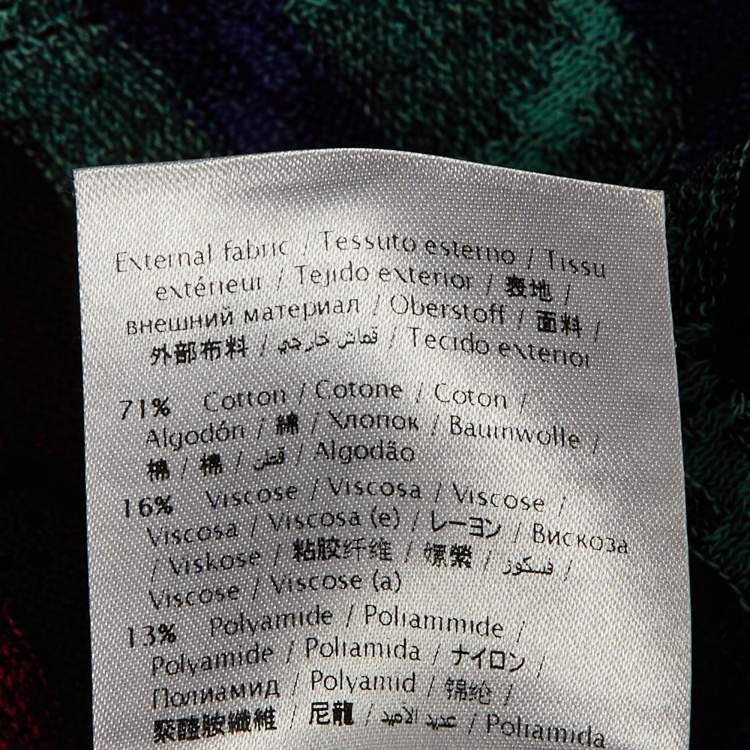 External fabric / Tessuto esterno / Tissu
extérieur / Tejido exterior / 表地 /
внешний материал / Oberstoff / 面料 /
外部布料 / قماش خارجي / Tecido exterior
71% Cotton / Cotone / Coton /
Algodón / 綿 / Хлопок / Baumwolle /
棉 / 棉 / قطن / Algodão
16% Viscose / Viscosa / Viscose /
Viscosa / Viscosa (e) / レーヨン / Вискоза
/ Viskose / 粘胶纤维 / 嫘縈 / فسكوز /
Viscose / Viscose (a)
13% Polyamide / Poliammide /
Polyamide / Poliamida / ナイロン /
Полиамид / Polyamid / 锦纶 /
聚醯胺纖維 / 尼龍 / عديد الاميد / Poliamida